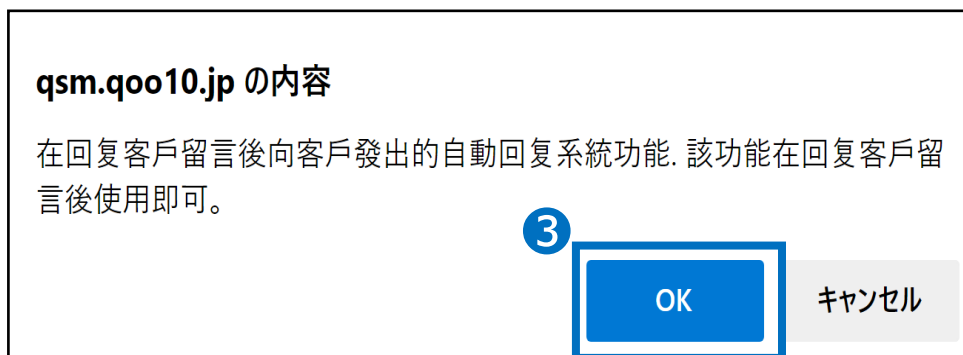 qsm.qoo10.jp の内容
在回复客戶留言後向客戶發出的自動回复系統功能. 該功能在回复客戶留
言後使用即可。
3
OK
キャンセル